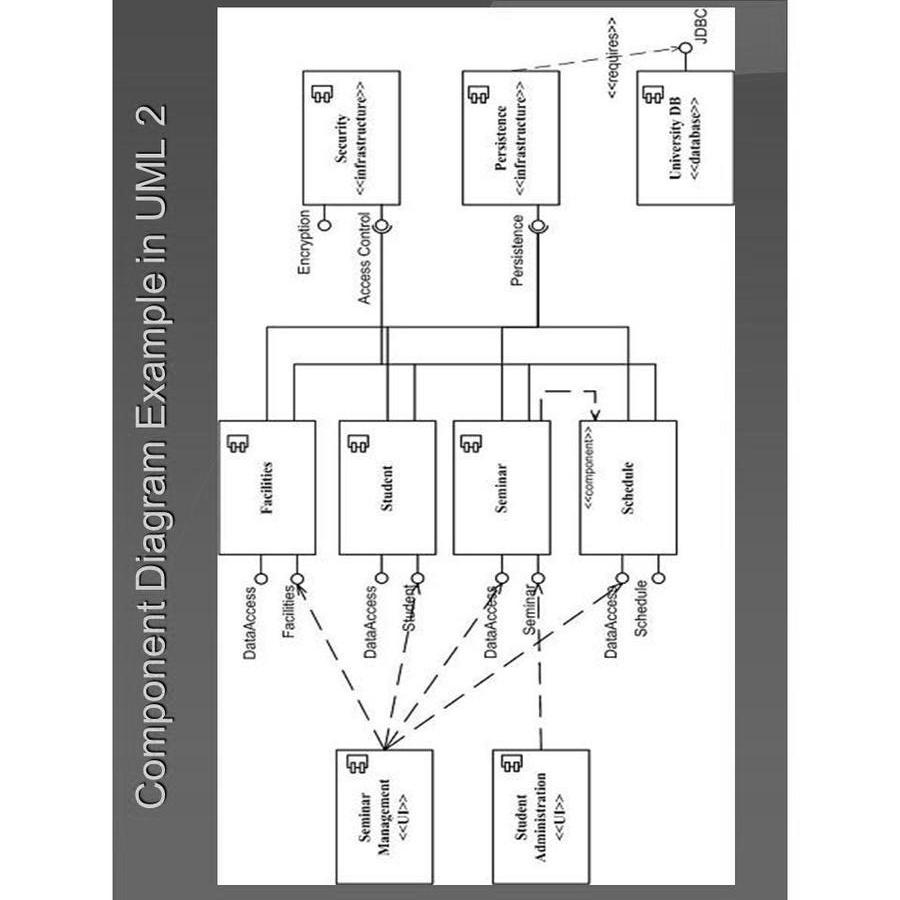 Component Diagram Example in UML 2
Seminar
Management
<<UI>>
Student
Administration
<<UI>>
DataAccess
Facilities
DataAccess
Student
DataAccess
Seminar
DataAccess
Schedule
Facilities
Student
Seminar
<<component>>
Schedule
Encryption
Access Control
Persistence
Security
<<infrastructure>>
Persistence
<<infrastructure>>
University DB
<<database>>
<<requires>>
JDBC